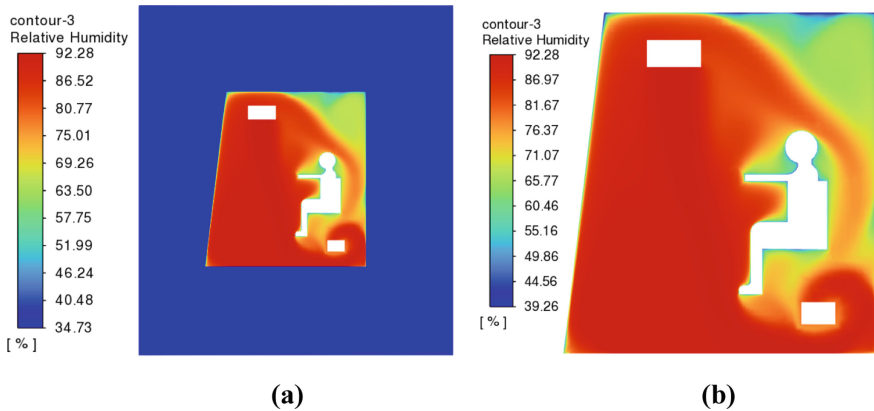 contour-3
Relative Humidity
92.28
86.52
80.77
75.01
69.26
63.50
57.75
51.99
46.24
40.48
34.73
[ % ]
(a)
contour-3
Relative Humidity
92.28
86.97
81.67
76.37
71.07
65.77
60.46
55.16
49.86
44.56
39.26
[ % ]
(b)